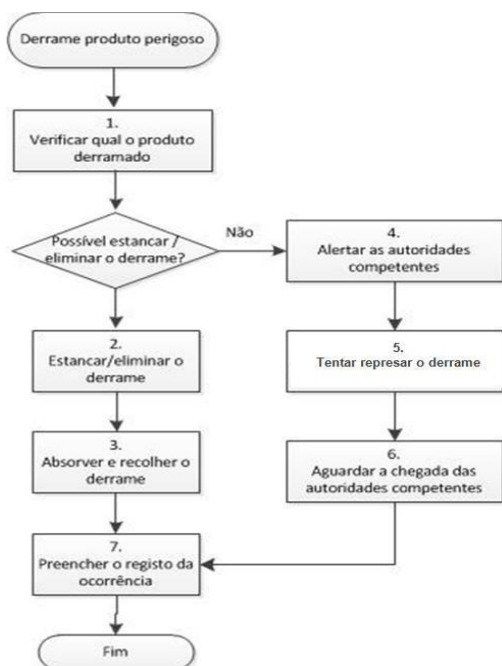 Derrame produto perigoso
1.
Verificar qual o produto
derramado
Possível estancar /
eliminar o derrame?
Não
4.
Alertar as autoridades
competentes
2.
Estancar/eliminar o
derrame
5.
Tentar represar o derrame
3.
Absorver e recolher o
derrame
6.
Aguardar a chegada das
autoridades competentes
7.
Preencher o registo da
ocorrência
Fim